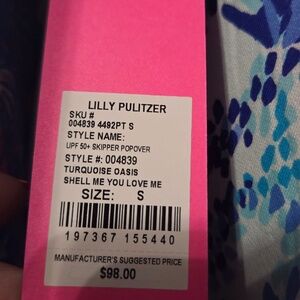 LILLY PULITZER
SKU #
004839 4492PT S
STYLE NAME:
UPF 50+ SKIPPER POPOVER
STYLE #: 004839
TURQUOISE OASIS
SHELL ME YOU LOVE ME
SIZE: S
197367 155440
MANUFACTURER'S SUGGESTED PRICE
$98.00